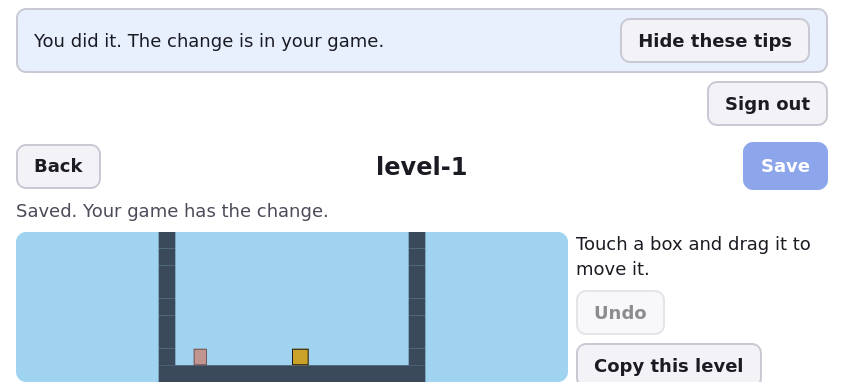 You did it. The change is in your game.
Hide these tips
Sign out
Back
level-1
Save
Saved. Your game has the change.
Touch a box and drag it to
move it.
Undo
Copy this level